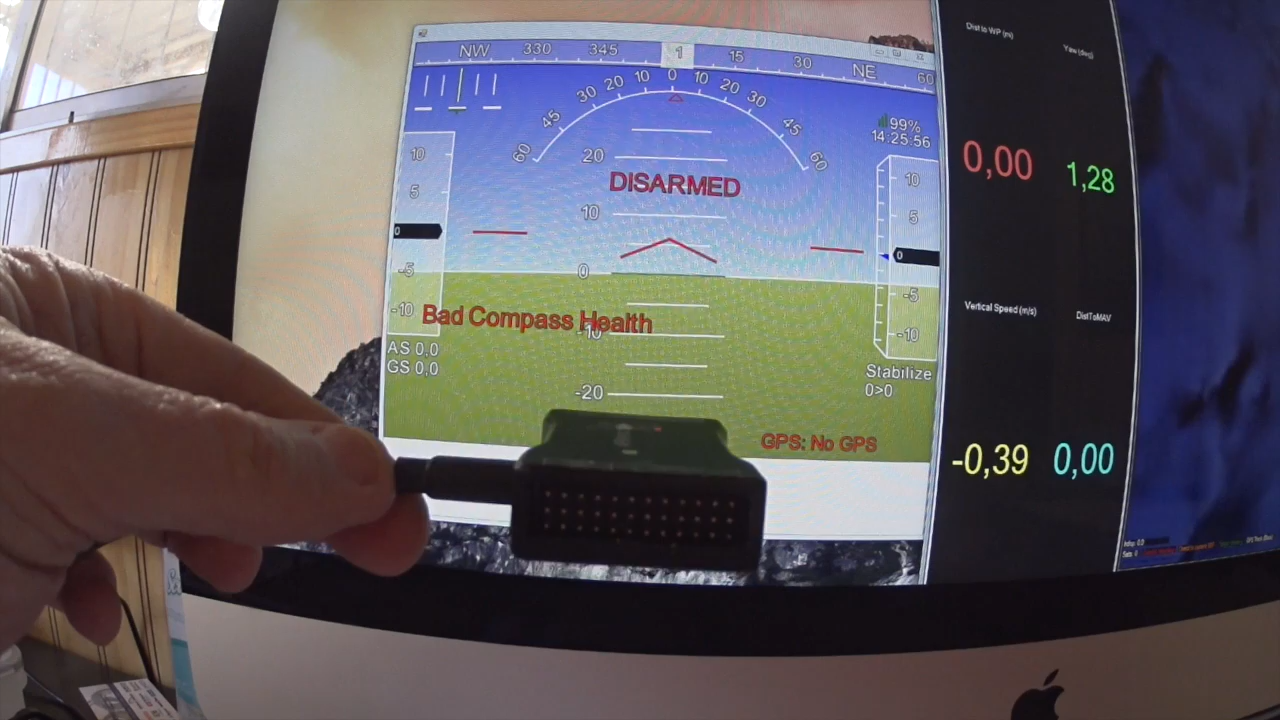 NW 330 345 1 15 30 NE 60
60 45 30 20 10 0 10 20 30 45 60
99%
14:25:56
20
DISARMED
10
0
-10
-20
10
5
0
-5
-10
10
5
0
-5
-10
Bad Compass Health
AS 0,0
GS 0,0
Stabilize
0>0
GPS: No GPS
Dist to WP (m)
Yaw (deg)
0,00
1,28
Vertical Speed (m/s)
DistToMAV
-0,39
0,00